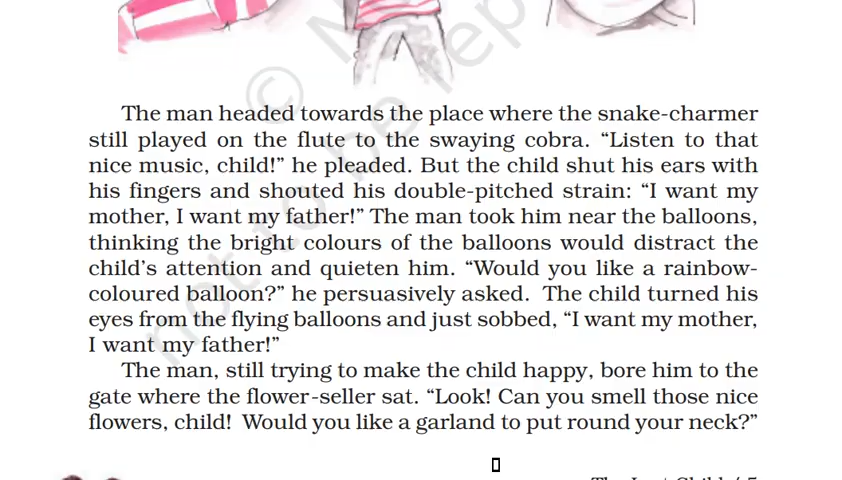 The man headed towards the place where the snake-charmer
still played on the flute to the swaying cobra. “Listen to that
nice music, child!” he pleaded. But the child shut his ears with
his fingers and shouted his double-pitched strain: “I want my
mother, I want my father!” The man took him near the balloons,
thinking the bright colours of the balloons would distract the
child’s attention and quieten him. “Would you like a rainbow-
coloured balloon?” he persuasively asked. The child turned his
eyes from the flying balloons and just sobbed, “I want my mother,
I want my father!”
The man, still trying to make the child happy, bore him to the
gate where the flower-seller sat. “Look! Can you smell those nice
flowers, child! Would you like a garland to put round your neck?”